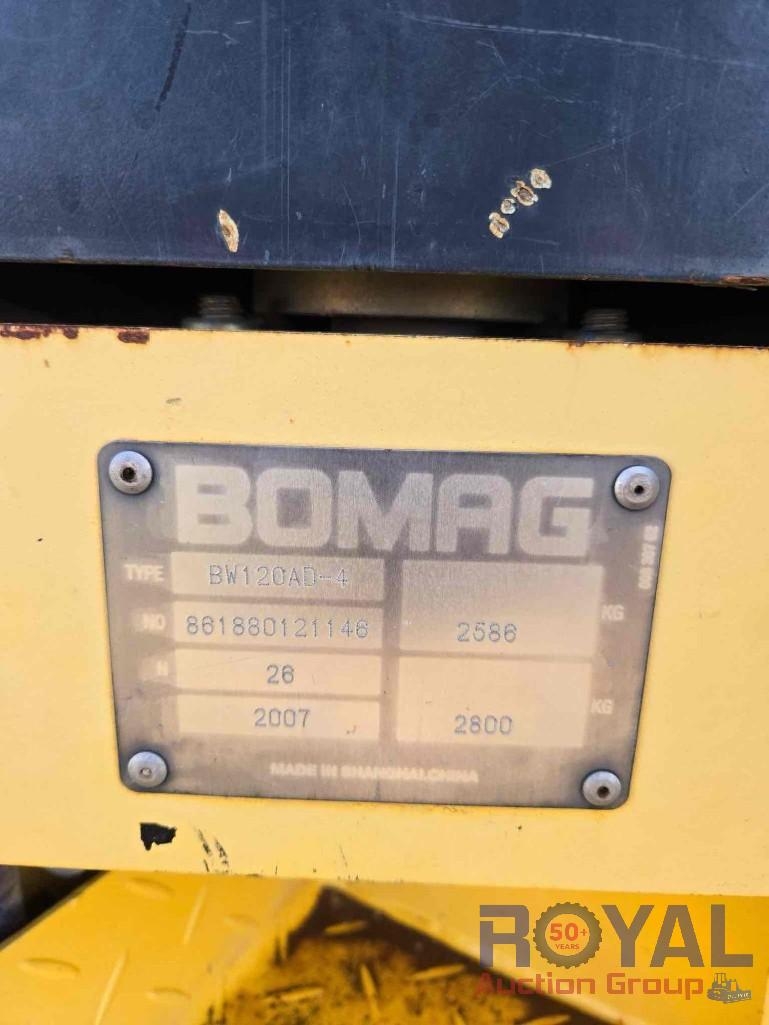 BOMAG
TYPE BW120AD-4
NO 861880121146 2586 KG
26
2007 2800 KG
MADE IN SHANGHAI.CHINA
ROYAL
50+
YEARS
Auction Group